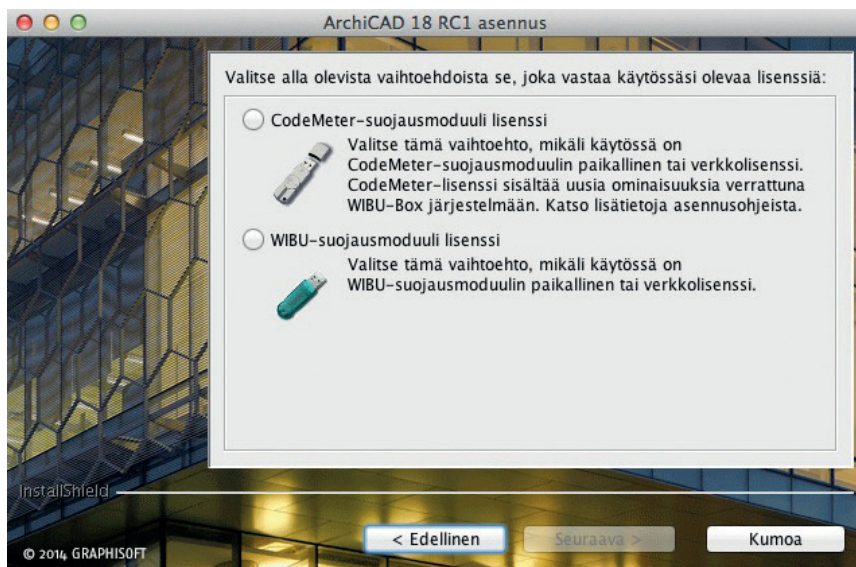 ArchiCAD 18 RC1 asennus
Valitse alla olevista vaihtoehdoista se, joka vastaa käytössäsi olevaa lisenssiä:
CodeMeter-suojausmoduuli lisenssi
Valitse tämä vaihtoehto, mikäli käytössä on
CodeMeter-suojausmoduulin paikallinen tai verkkolisenssi.
CodeMeter-lisenssi sisältää uusia ominaisuuksia verrattuna
WIBU-Box järjestelmään. Katso lisätietoja asennusohjeista.
WIBU-suojausmoduuli lisenssi
Valitse tämä vaihtoehto, mikäli käytössä on
WIBU-suojausmoduulin paikallinen tai verkkolisenssi.
InstallShield
< Edellinen
Seuraava >
Kumoa
© 2014 GRAPHISOFT